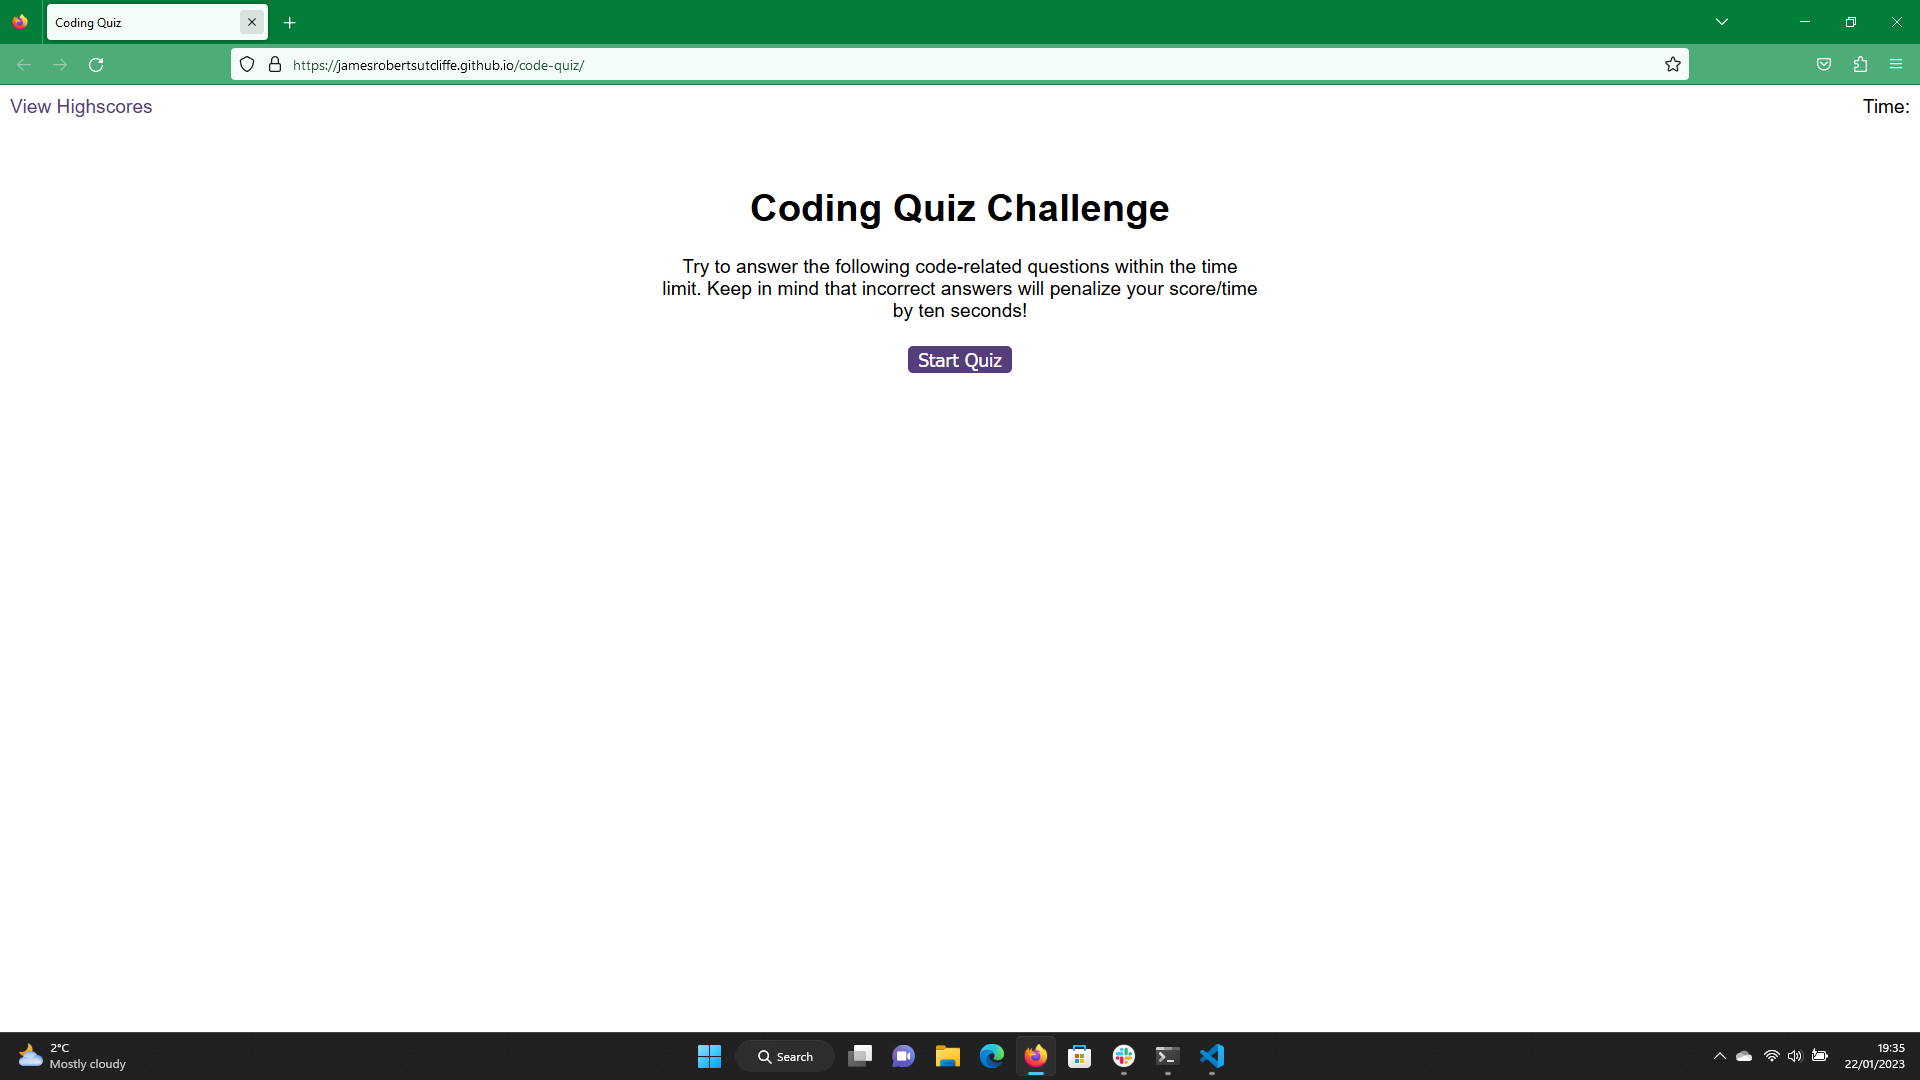 Coding Quiz
https://jamesrobertsutcliffe.github.io/code-quiz/
View Highscores
Time:
Coding Quiz Challenge
Try to answer the following code-related questions within the time
limit. Keep in mind that incorrect answers will penalize your score/time
by ten seconds!
Start Quiz
2°C
Mostly cloudy
Search
19:35
22/01/2023